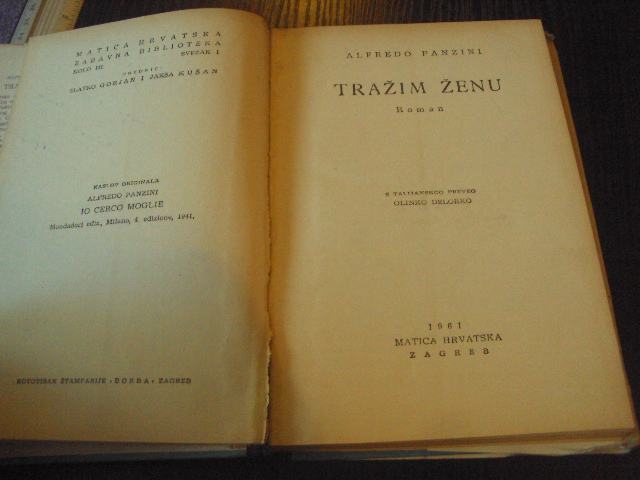 MATICA HRVATSKA
ZABAVNA BIBLIOTEKA
KOLO III. SVEZAK 1
UREDNICI:
SLAVKO GORJAN I JAKŠA KUŠAN
NASLOV ORIGINALA
ALFREDO PANZINI
IO CERCO MOGLIE
Mondadori edit., Milano, 4. edizione, 1941.
ROTOTISAK ŠTAMPARIJE »BORBA« ZAGREB
ALFREDO PANZINI
TRAŽIM ŽENU
Roman
S TALIJANSKOG PREVEO
OLINKO DELORKO
1961
MATICA HRVATSKA
ZAGREB